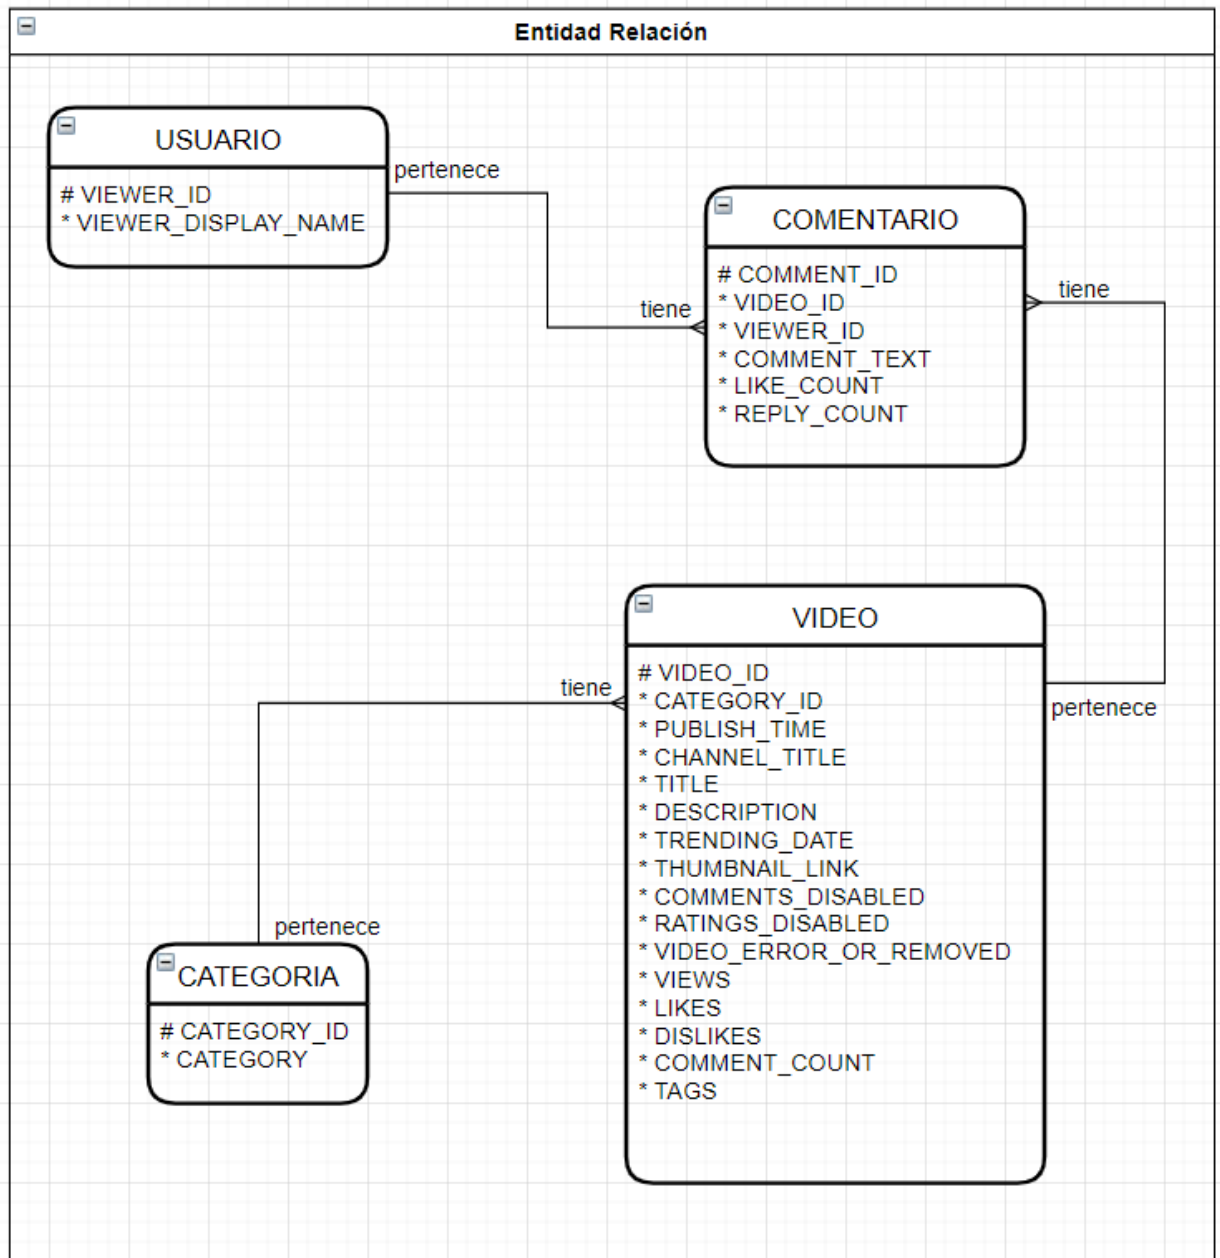 Entidad Relación
USUARIO
# VIEWER_ID
* VIEWER_DISPLAY_NAME
pertenece
tiene
COMENTARIO
# COMMENT_ID
* VIDEO_ID
* VIEWER_ID
* COMMENT_TEXT
* LIKE_COUNT
* REPLY_COUNT
tiene
VIDEO
# VIDEO_ID
* CATEGORY_ID
* PUBLISH_TIME
* CHANNEL_TITLE
* TITLE
* DESCRIPTION
* TRENDING_DATE
* THUMBNAIL_LINK
* COMMENTS_DISABLED
* RATINGS_DISABLED
* VIDEO_ERROR_OR_REMOVED
* VIEWS
* LIKES
* DISLIKES
* COMMENT_COUNT
* TAGS
pertenece
tiene
pertenece
CATEGORIA
# CATEGORY_ID
* CATEGORY